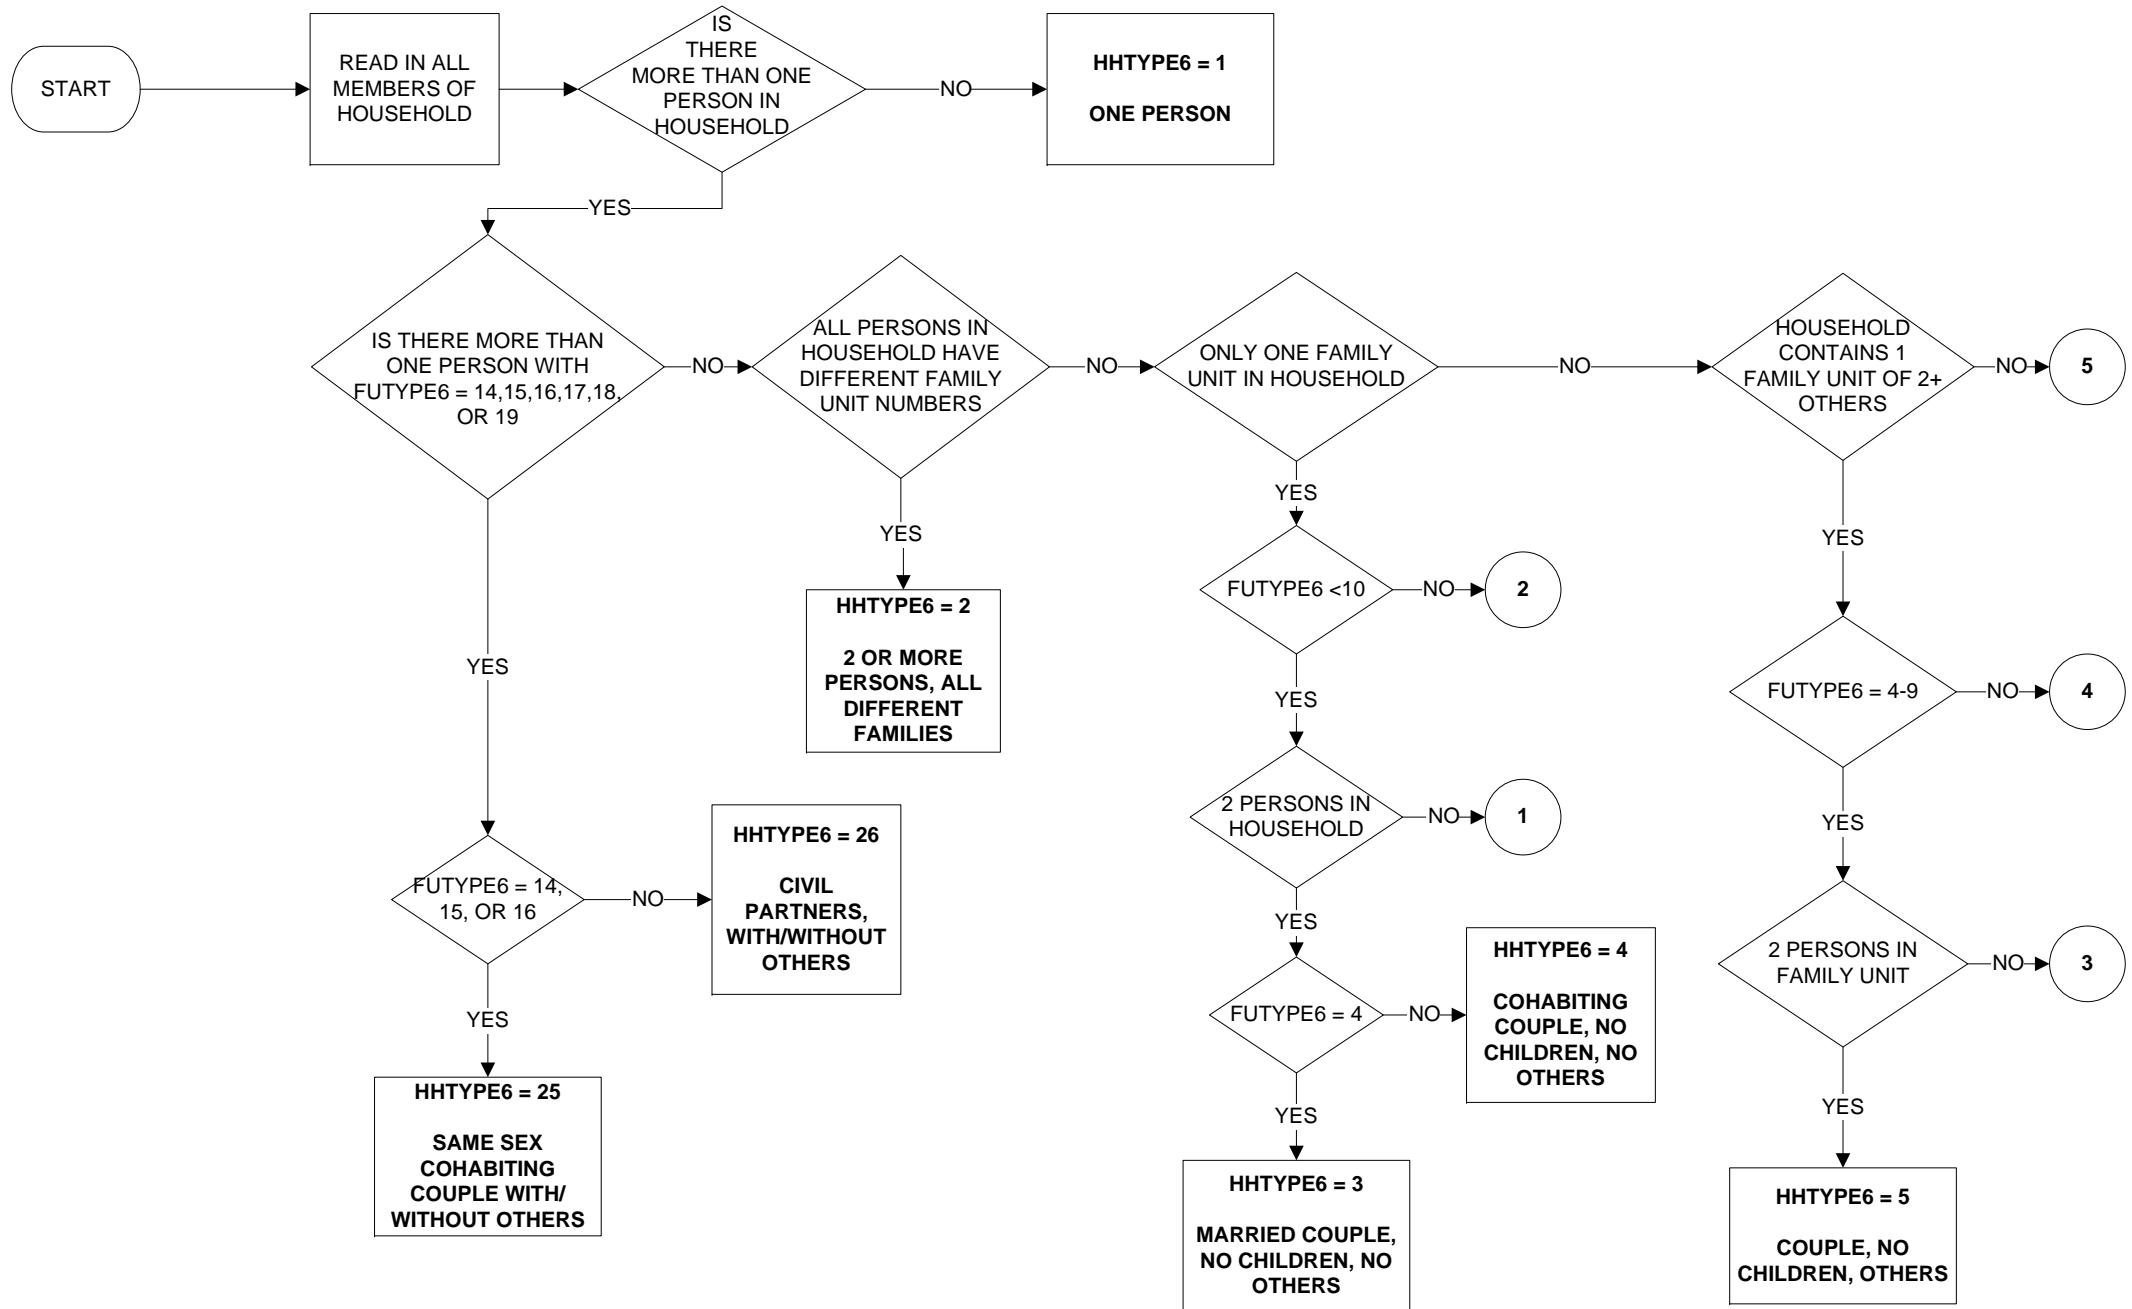 START
READ IN ALL
MEMBERS OF
HOUSEHOLD
IS
THERE
MORE THAN ONE
PERSON IN
HOUSEHOLD
NO
HHTYPE6 = 1
ONE PERSON
YES
IS THERE MORE THAN
ONE PERSON WITH
FUTYPE6 = 14,15,16,17,18,
OR 19
NO
ALL PERSONS IN
HOUSEHOLD HAVE
DIFFERENT FAMILY
UNIT NUMBERS
NO
ONLY ONE FAMILY
UNIT IN HOUSEHOLD
NO
HOUSEHOLD
CONTAINS 1
FAMILY UNIT OF 2+
OTHERS
NO
5
YES
YES
YES
YES
FUTYPE6 <10
NO
2
HHTYPE6 = 2
2 OR MORE
PERSONS, ALL
DIFFERENT
FAMILIES
YES
FUTYPE6 = 4-9
NO
4
YES
2 PERSONS IN
HOUSEHOLD
NO
1
YES
FUTYPE6 = 14,
15, OR 16
NO
HHTYPE6 = 26
CIVIL
PARTNERS,
WITH/WITHOUT
OTHERS
YES
2 PERSONS IN
FAMILY UNIT
NO
3
YES
FUTYPE6 = 4
NO
HHTYPE6 = 4
COHABITING
COUPLE, NO
CHILDREN, NO
OTHERS
HHTYPE6 = 25
SAME SEX
COHABITING
COUPLE WITH/
WITHOUT OTHERS
YES
YES
HHTYPE6 = 3
MARRIED COUPLE,
NO CHILDREN, NO
OTHERS
HHTYPE6 = 5
COUPLE, NO
CHILDREN, OTHERS